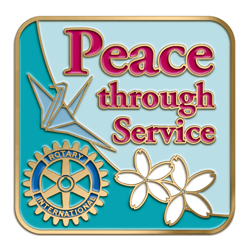 Peace
through
Service
ROTARY
INTERNATIONAL